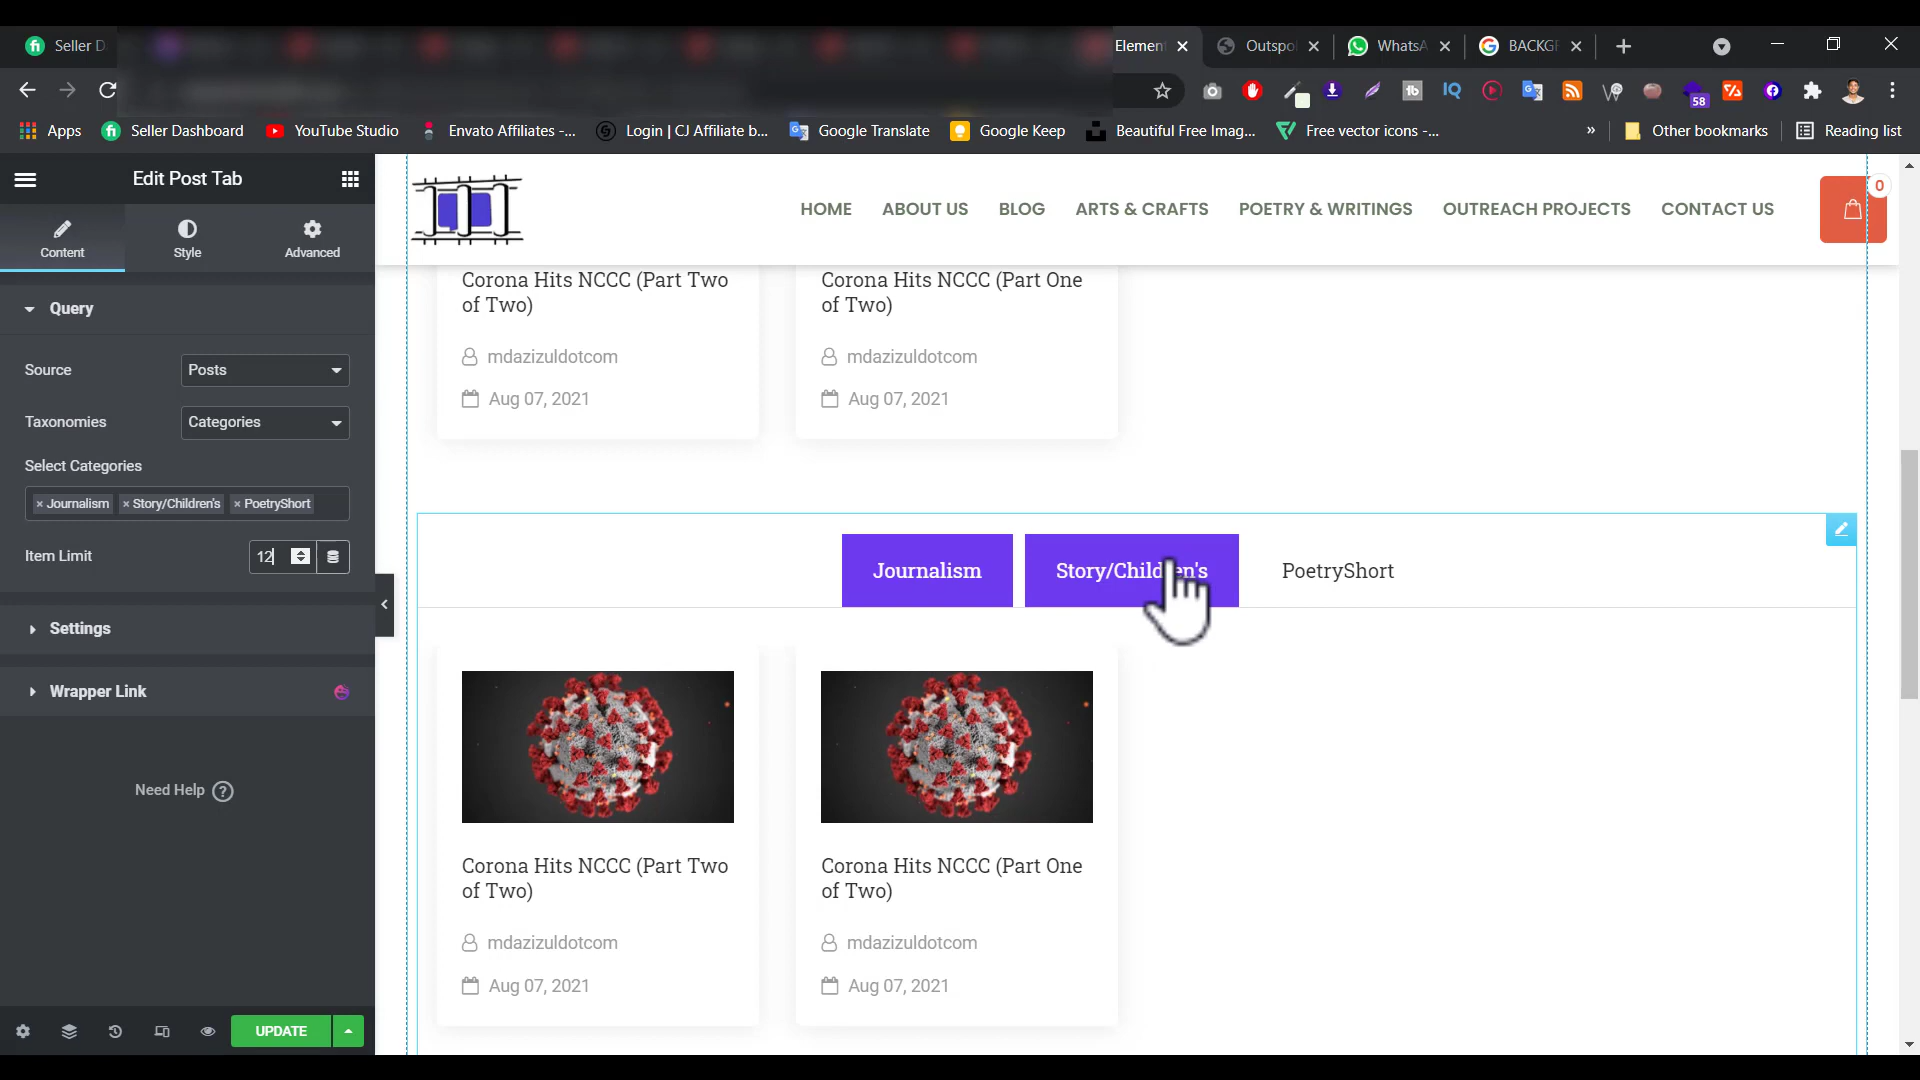 Seller D
Element
Outspo
WhatsA
BACKGF
58
Apps
Seller Dashboard
YouTube Studio
Envato Affiliates -...
Login | CJ Affiliate b...
Google Translate
Google Keep
Beautiful Free Imag...
Free vector icons -...
»
Other bookmarks
Reading list
Edit Post Tab
Content
Style
Advanced
Query
Source
Posts
Taxonomies
Categories
Select Categories
× Journalism
× Story/Children's
× PoetryShort
Item Limit
12
Settings
Wrapper Link
Need Help ?
UPDATE
HOME
ABOUT US
BLOG
ARTS & CRAFTS
POETRY & WRITINGS
OUTREACH PROJECTS
CONTACT US
0
Corona Hits NCCC (Part Two
of Two)
mdazizuldotcom
Aug 07, 2021
Corona Hits NCCC (Part One
of Two)
mdazizuldotcom
Aug 07, 2021
Journalism
Story/Children's
PoetryShort
Corona Hits NCCC (Part Two
of Two)
mdazizuldotcom
Aug 07, 2021
Corona Hits NCCC (Part One
of Two)
mdazizuldotcom
Aug 07, 2021